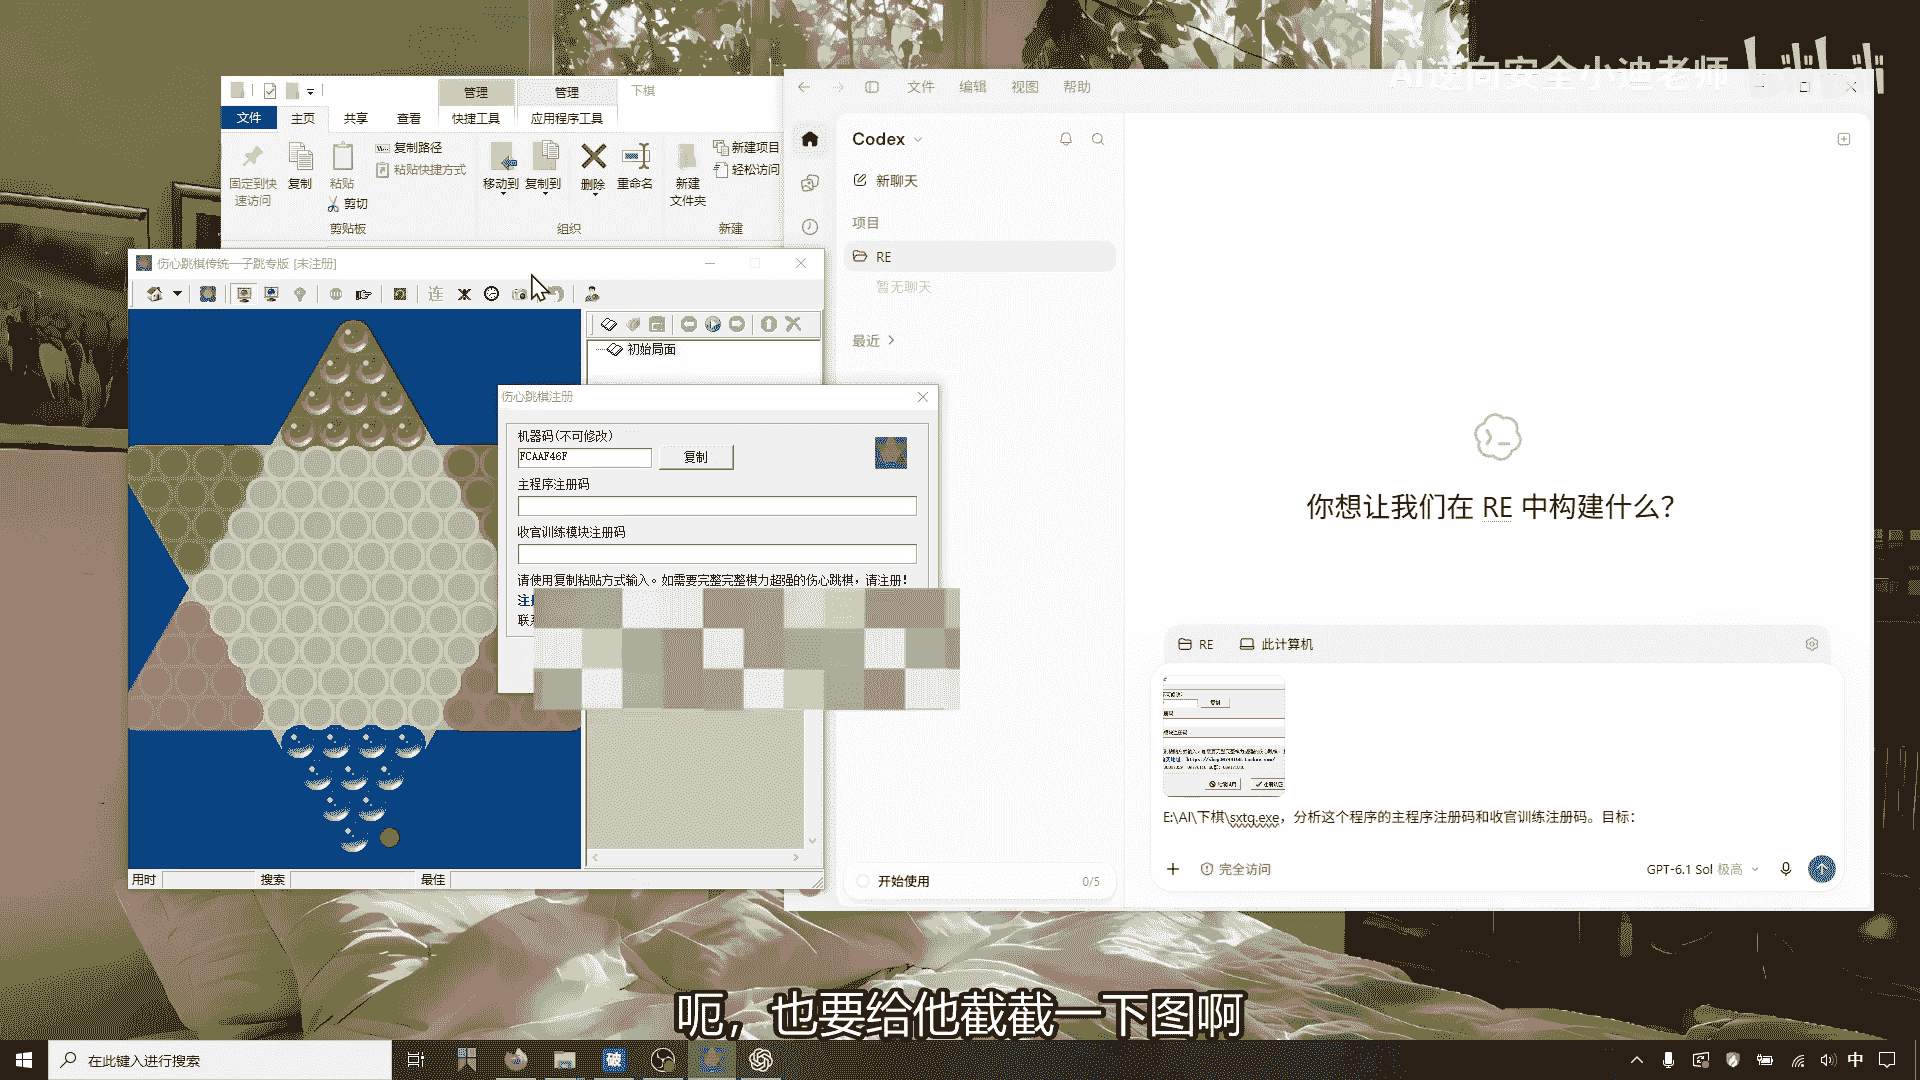 AI逆向安全小迪老师
管理
管理
下棋
文件
主页
共享
查看
快捷工具
应用程序工具
固定到快速访问
复制
粘贴
复制路径
粘贴快捷方式
剪切
移动到
复制到
删除
重命名
新建文件夹
新建项目
轻松访问
剪贴板
组织
新建
伤心跳棋传统一子跳专版 [未注册]
连
初始局面
伤心跳棋注册
机器码(不可修改)
FCAAF46F
复制
主程序注册码
收官训练模块注册码
请使用复制粘贴方式输入。如需要完整完整棋力超强的伤心跳棋，请注册！
用时
搜索
最佳
文件
编辑
视图
帮助
Codex
新聊天
项目
RE
暂无聊天
最近
开始使用
0/5
你想让我们在 RE 中构建什么？
RE
此计算机
E:\AI\下棋\sxtq.exe，分析这个程序的主程序注册码和收官训练注册码。目标：
完全访问
GPT-6.1 Sol 极高
呃，也要给他截截一下图啊
在此键入进行搜索
破
中